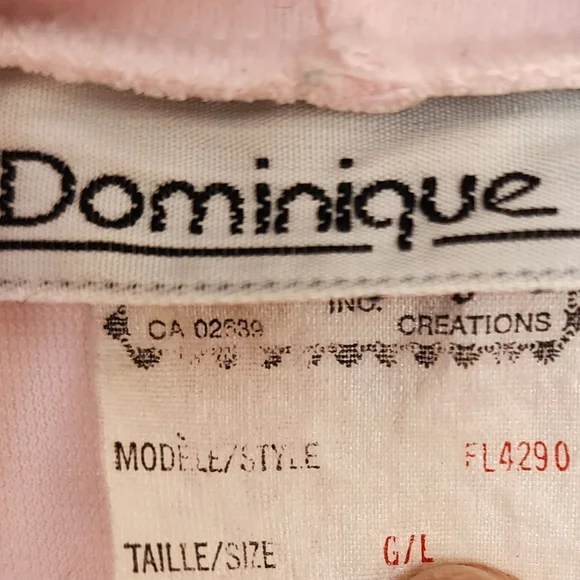 Dominique
INC.
CA 02639 CREATIONS
MODÈLE/STYLE FL4290
TAILLE/SIZE G/L